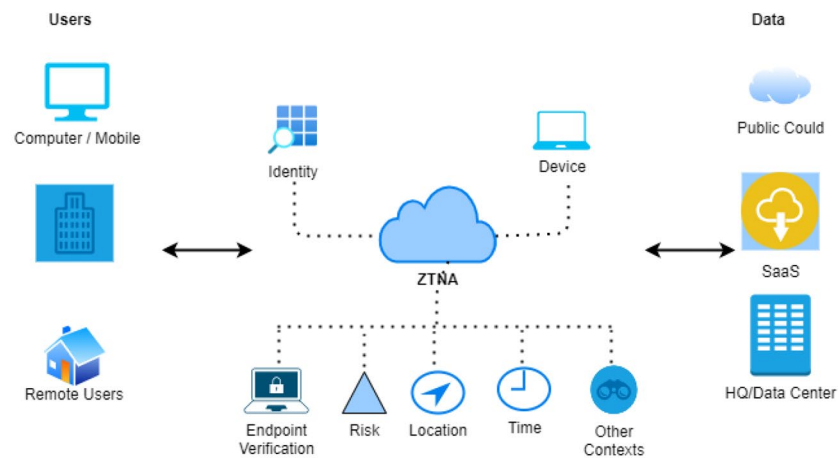 Users
Data
Computer / Mobile
Public Could
Identity
Device
SaaS
ZTNA
Remote Users
HQ/Data Center
Endpoint
Verification
Risk
Location
Time
Other
Contexts